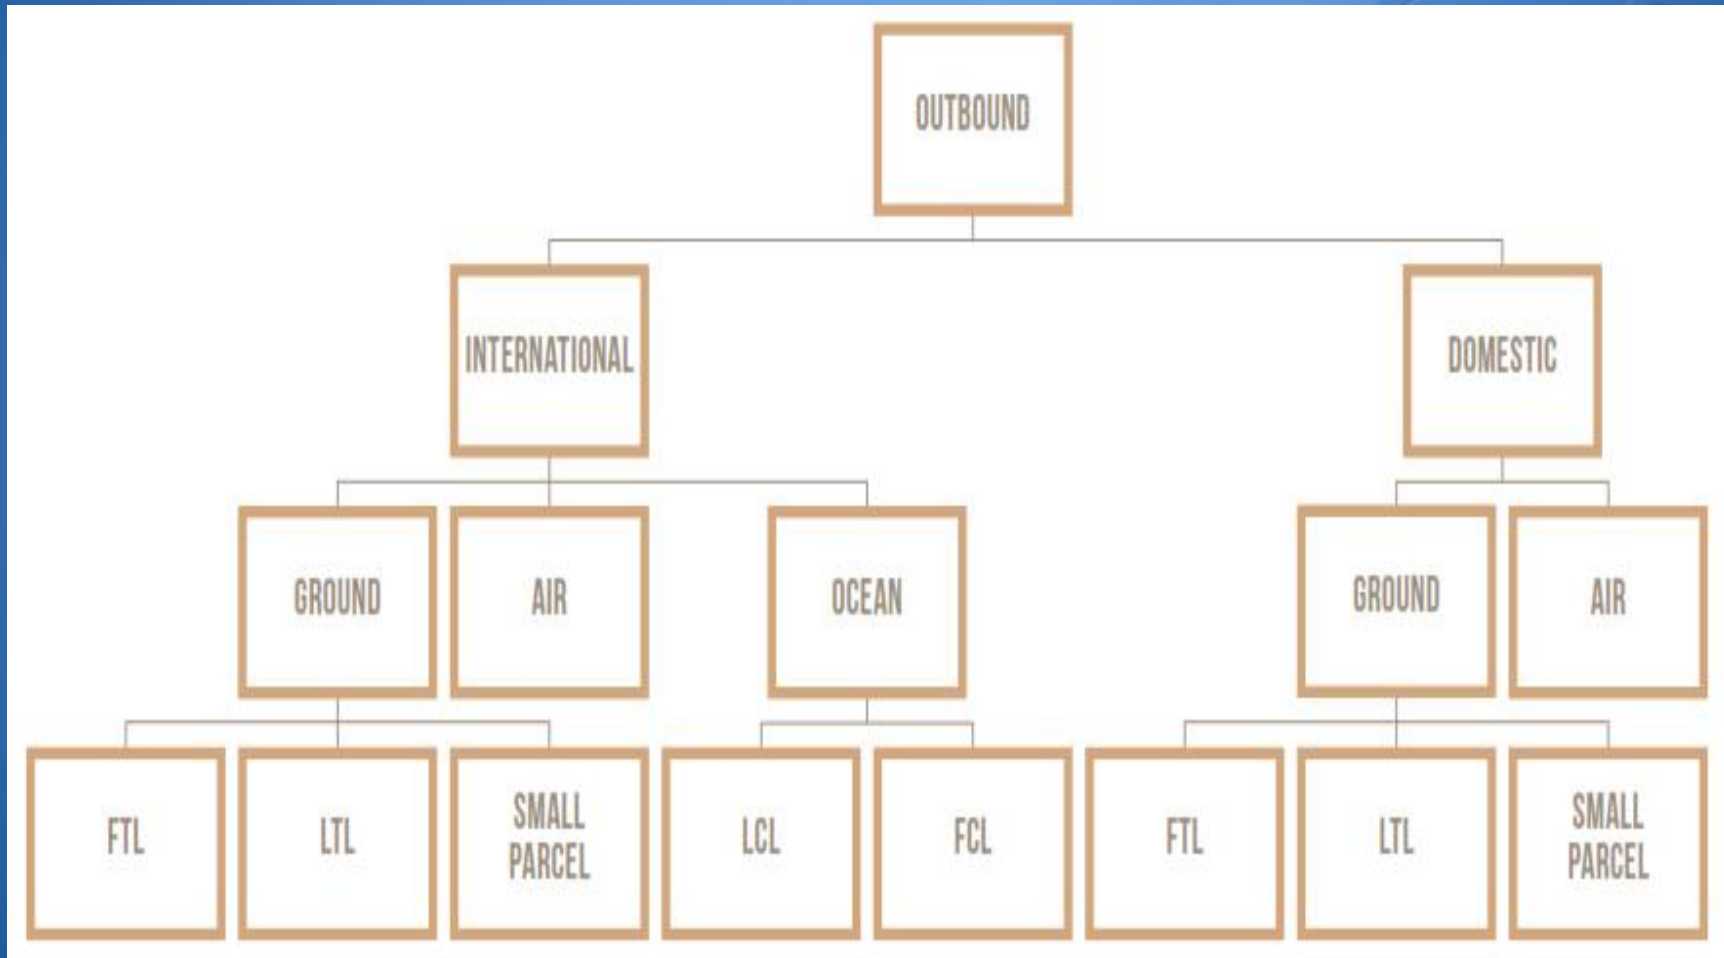 OUTBOUND
INTERNATIONAL
DOMESTIC
GROUND
AIR
OCEAN
GROUND
AIR
FTL
LTL
SMALL
PARCEL
LCL
FCL
FTL
LTL
SMALL
PARCEL